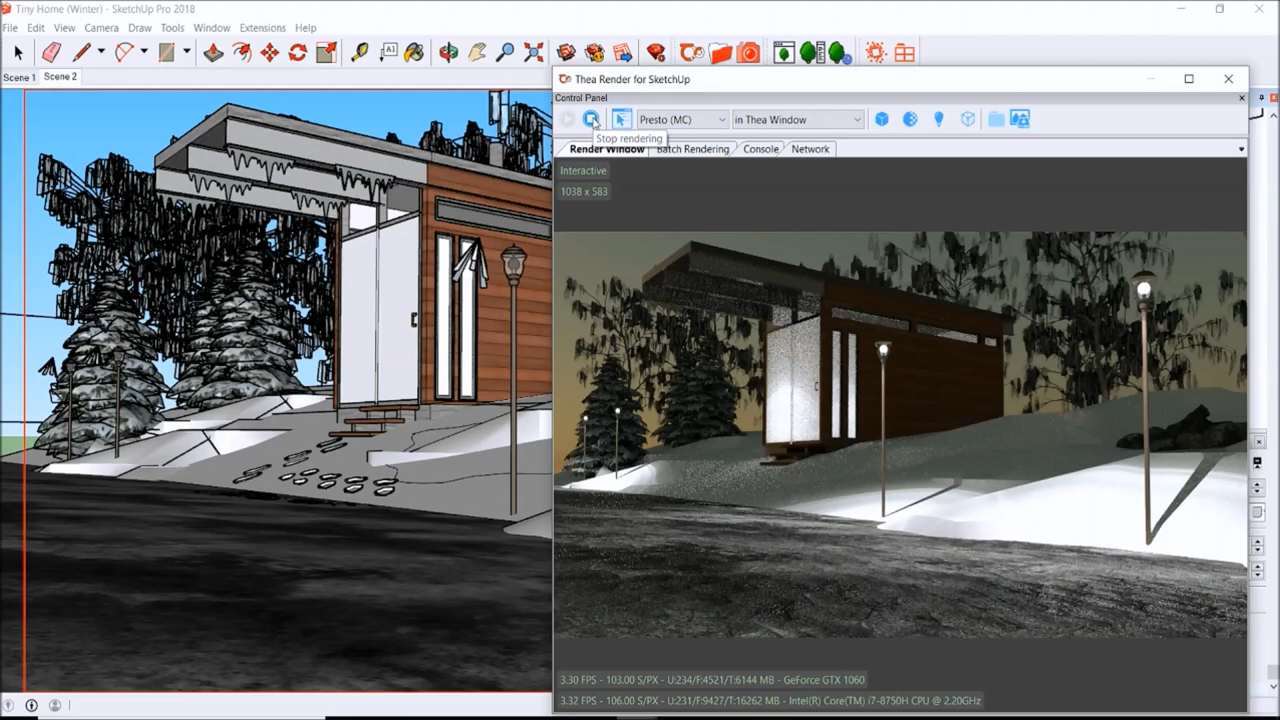 Tiny Home (Winter) - SketchUp Pro 2018
File Edit View Camera Draw Tools Window Extensions Help
A1
Scene 1 Scene 2
Thea Render for SketchUp
Control Panel
Presto (MC) in Thea Window
Stop rendering
Render Window Batch Rendering Console Network
Interactive
1038 x 583
3.30 FPS - 103.00 S/PX - U:234/F:4521/T:6144 MB - GeForce GTX 1060
3.32 FPS - 106.00 S/PX - U:231/F:9427/T:16262 MB - Intel(R) Core(TM) i7-8750H CPU @ 2.20GHz